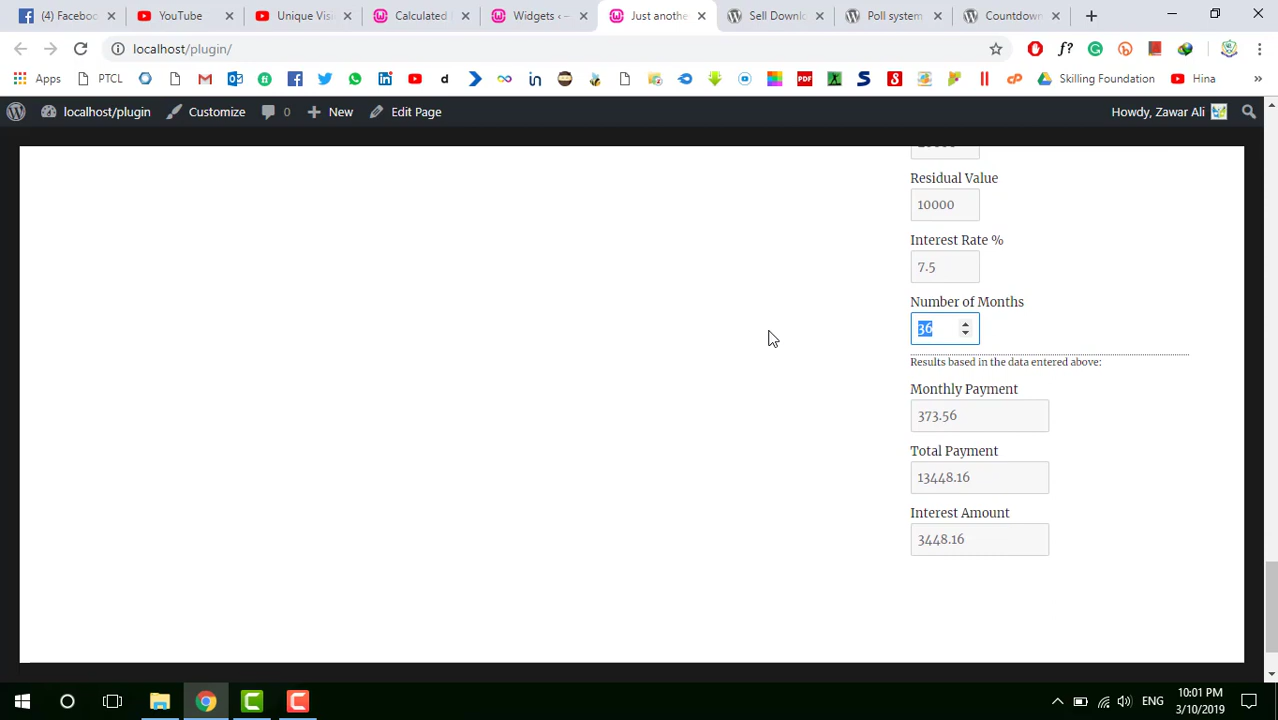 (4) Facebo
YouTube
Unique Vis
Calculated
Widgets ‹ –
Just anothe
Sell Downl
Poll system
Countdown
localhost/plugin/
Apps
PTCL
Skilling Foundation
Hina
localhost/plugin
Customize
0
New
Edit Page
Howdy, Zawar Ali
Residual Value
10000
Interest Rate %
7.5
Number of Months
36
Results based in the data entered above:
Monthly Payment
373.56
Total Payment
13448.16
Interest Amount
3448.16
ENG
10:01 PM
3/10/2019